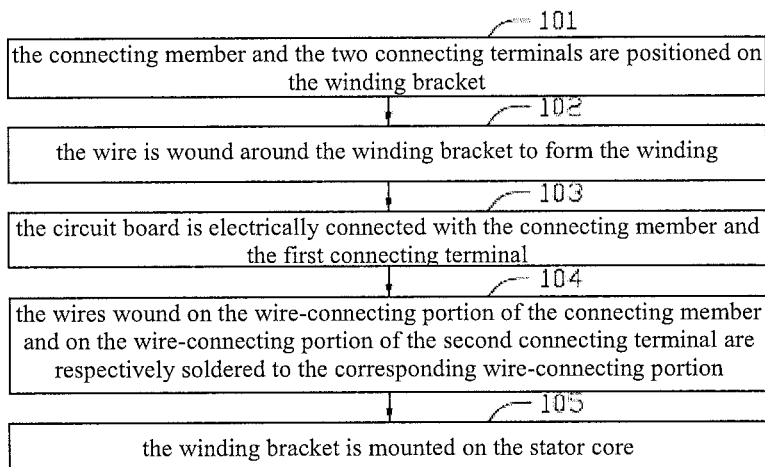 101
the connecting member and the two connecting terminals are positioned on
the winding bracket
102
the wire is wound around the winding bracket to form the winding
103
the circuit board is electrically connected with the connecting member and
the first connecting terminal
104
the wires wound on the wire-connecting portion of the connecting member
and on the wire-connecting portion of the second connecting terminal are
respectively soldered to the corresponding wire-connecting portion
105
the winding bracket is mounted on the stator core